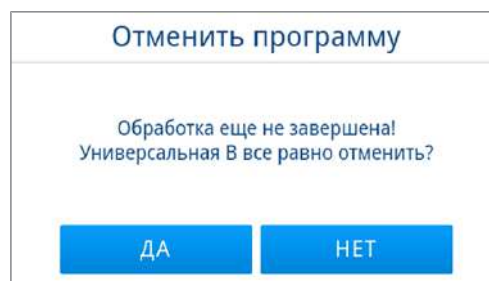 Отменить программу
Обработка еще не завершена!
Универсальная В все равно отменить?
ДА
НЕТ